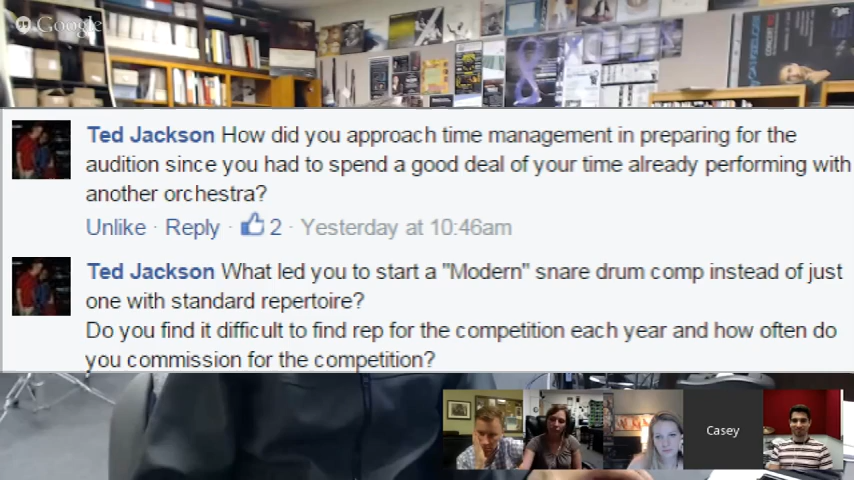 Google
Ted Jackson How did you approach time management in preparing for the
audition since you had to spend a good deal of your time already performing with
another orchestra?
Unlike · Reply · 2 · Yesterday at 10:46am
Ted Jackson What led you to start a "Modern" snare drum comp instead of just
one with standard repertoire?
Do you find it difficult to find rep for the competition each year and how often do
you commission for the competition?
Casey